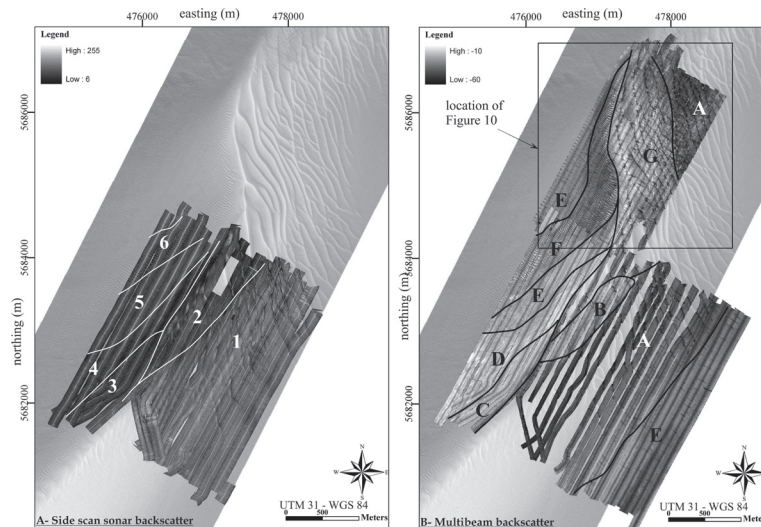 easting (m)
476000
478000
Legend
High : 255
Low : 6
northing (m)
5686000
5684000
5682000
6
5
4
3
2
1
N
W
E
S
UTM 31 - WGS 84
500
Meters
A- Side scan sonar backscatter
easting (m)
476000
478000
Legend
High : -10
Low : -60
location of
Figure 10
northing (m)
5686000
5684000
5682000
A
G
E
F
E
B
A
D
C
E
N
W
E
S
UTM 31 - WGS 84
500
Meters
B- Multibeam backscatter